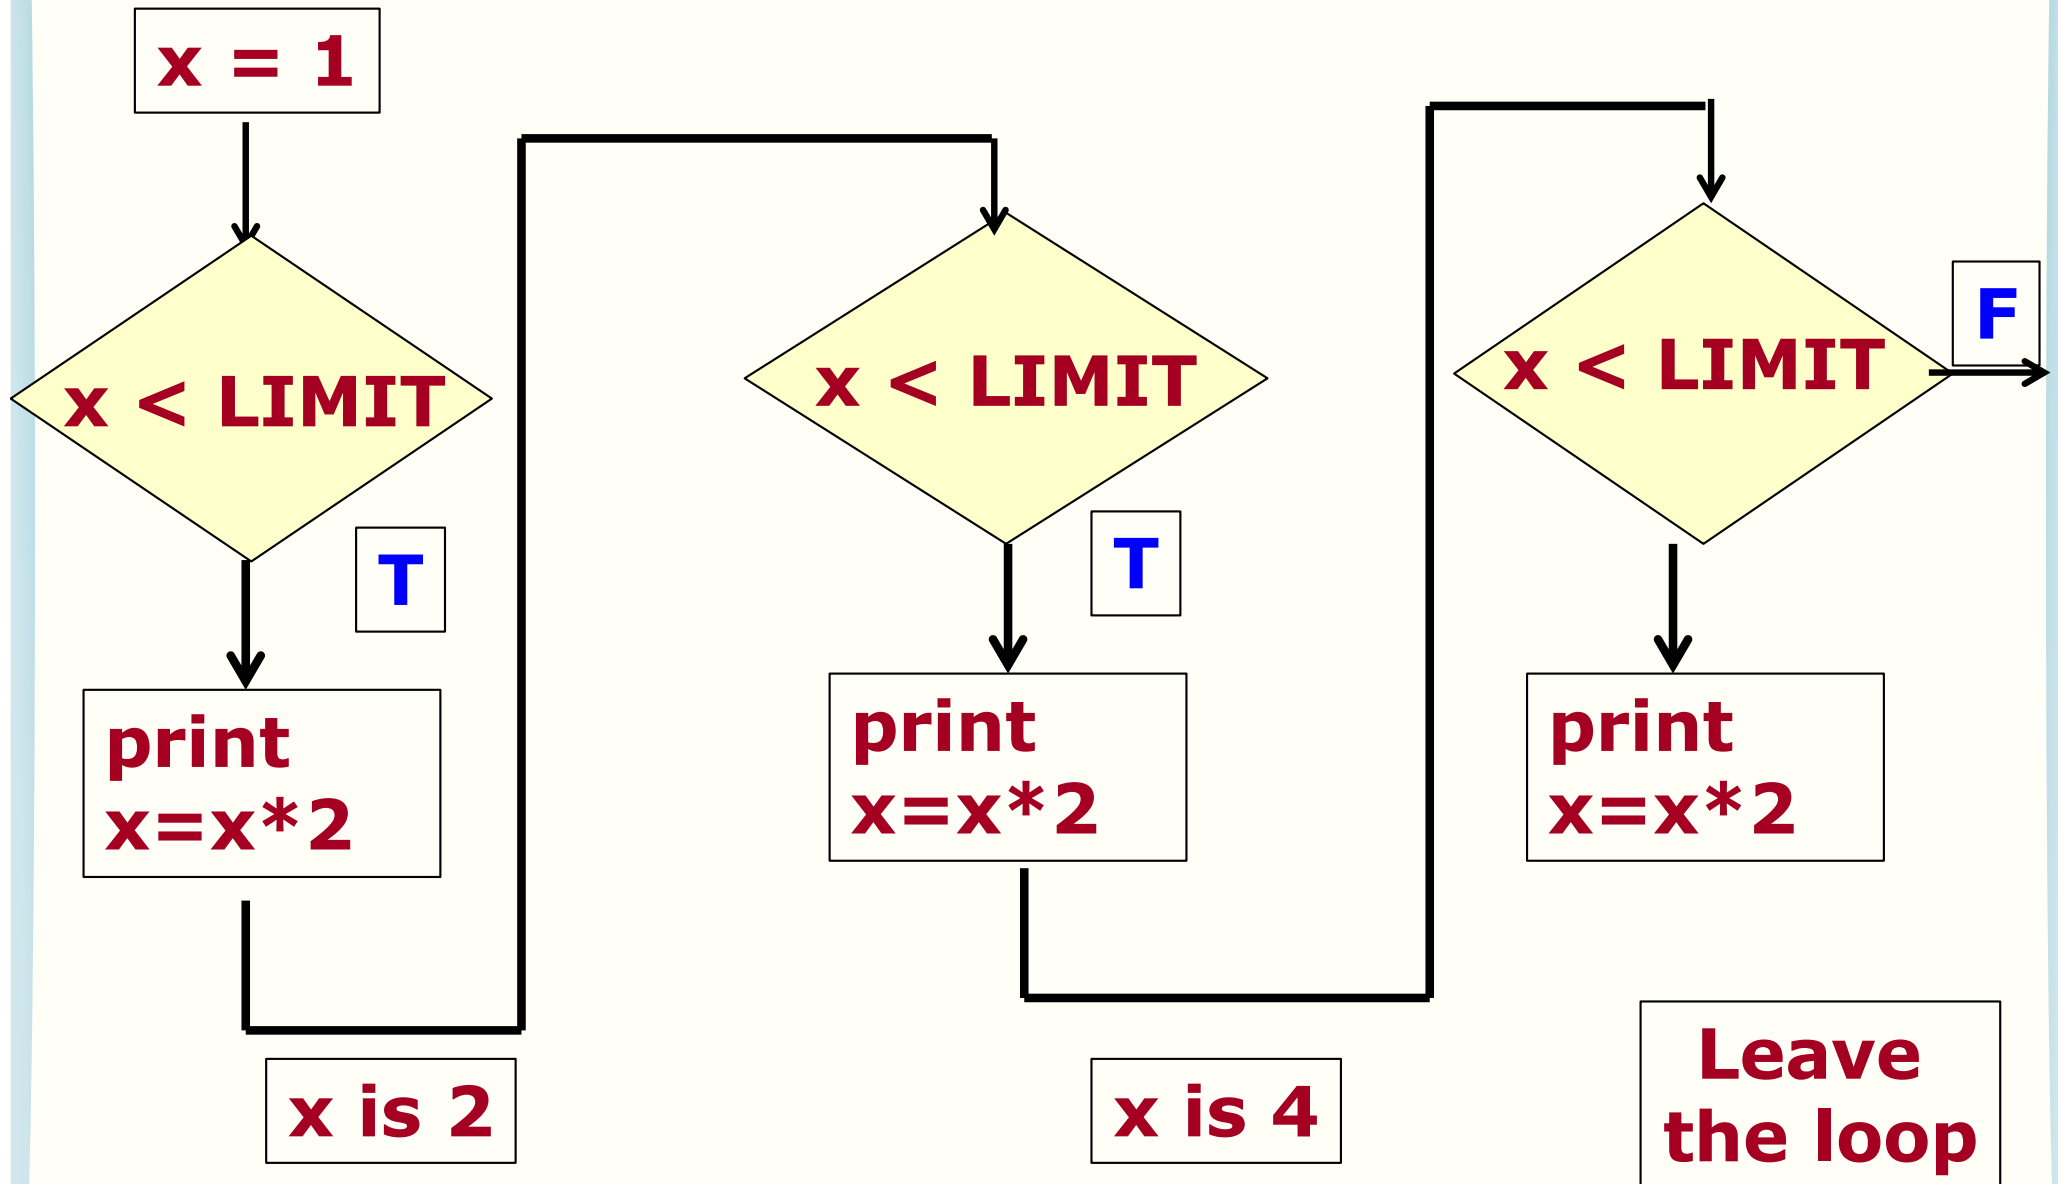 x = 1
x < LIMIT
T
print
x=x*2
x is 2
x < LIMIT
T
print
x=x*2
x is 4
x < LIMIT
F
print
x=x*2
Leave
the loop